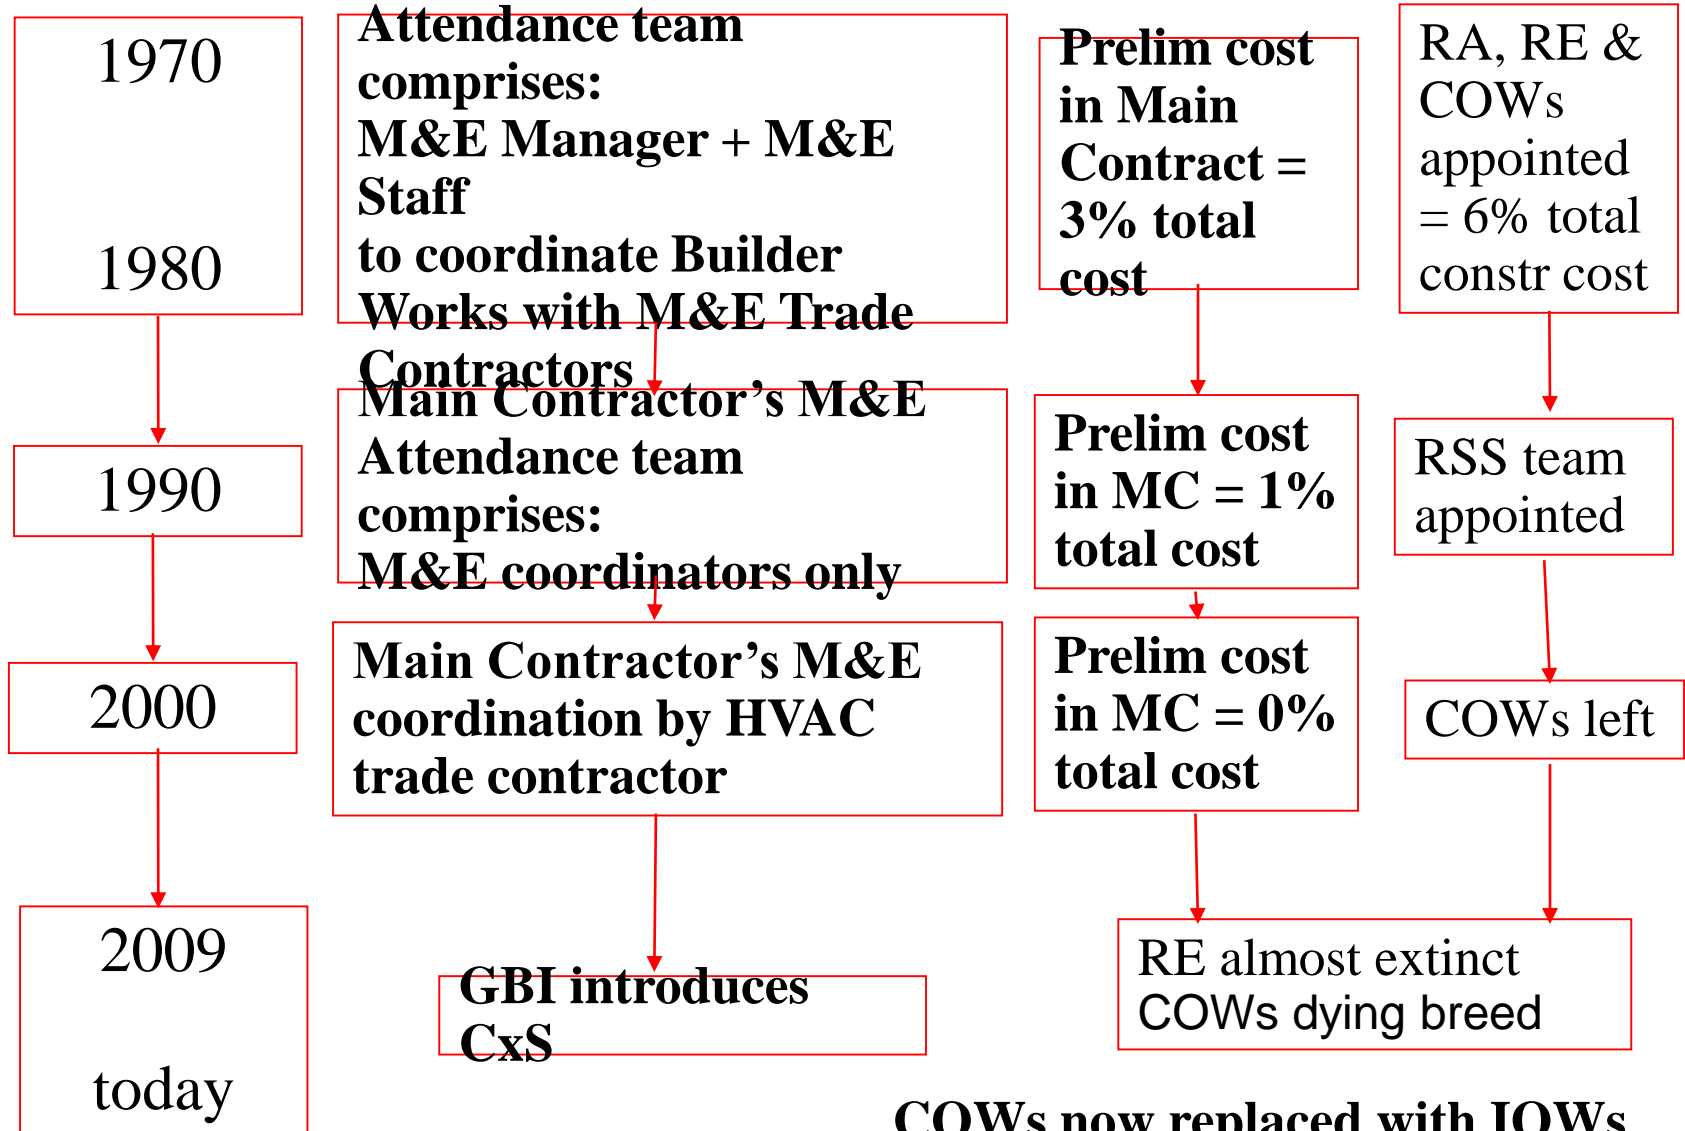 1970
1980
Attendance team
comprises:
M&E Manager + M&E
Staff
to coordinate Builder
Works with M&E Trade
Contractors
Prelim cost
in Main
Contract =
3% total
cost
RA, RE &
COWs
appointed
= 6% total
constr cost
1990
Main Contractor’s M&E
Attendance team
comprises:
M&E coordinators only
Prelim cost
in MC = 1%
total cost
RSS team
appointed
2000
Main Contractor’s M&E
coordination by HVAC
trade contractor
Prelim cost
in MC = 0%
total cost
COWs left
2009
today
GBI introduces
CxS
RE almost extinct
COWs dying breed
COWs now replaced with IOWs